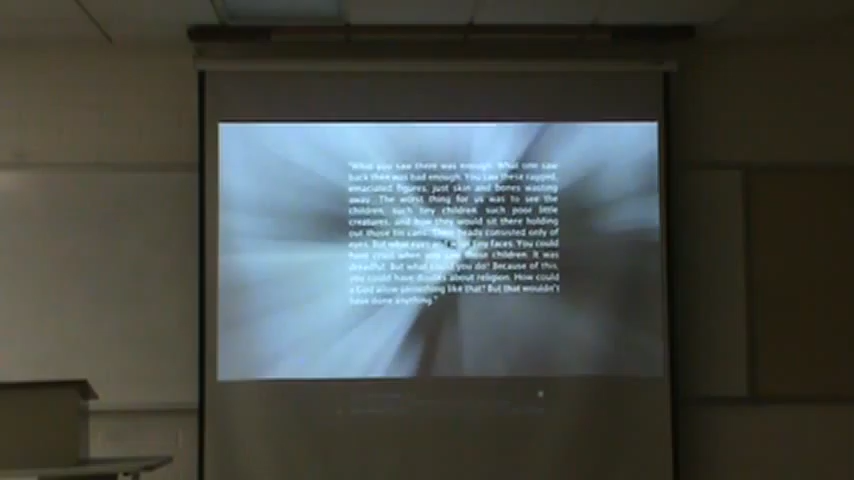 "What you saw there was enough. What one saw
back then was bad enough. You saw these ragged,
emaciated figures, just skin and bones wasting
away. The worst thing for us was to see the
children, such tiny children, such poor little
creatures, and how they would sit there holding
out those tin cans. Their heads consisted only of
eyes. But what eyes tiny faces. You could
have cried when you saw those children. It was
dreadful. But what could you do? Because of this,
you could have doubts about religion. How could
a God allow something like that? But that wouldn't
have done anything."